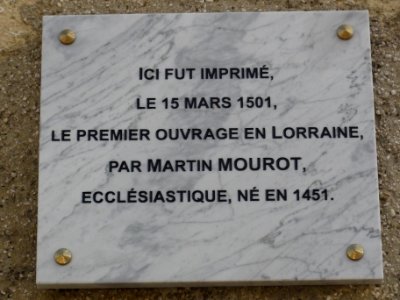 ICI FUT IMPRIMÉ,
LE 15 MARS 1501,
LE PREMIER OUVRAGE EN LORRAINE,
PAR MARTIN MOUROT,
ECCLÉSIASTIQUE, NÉ EN 1451.